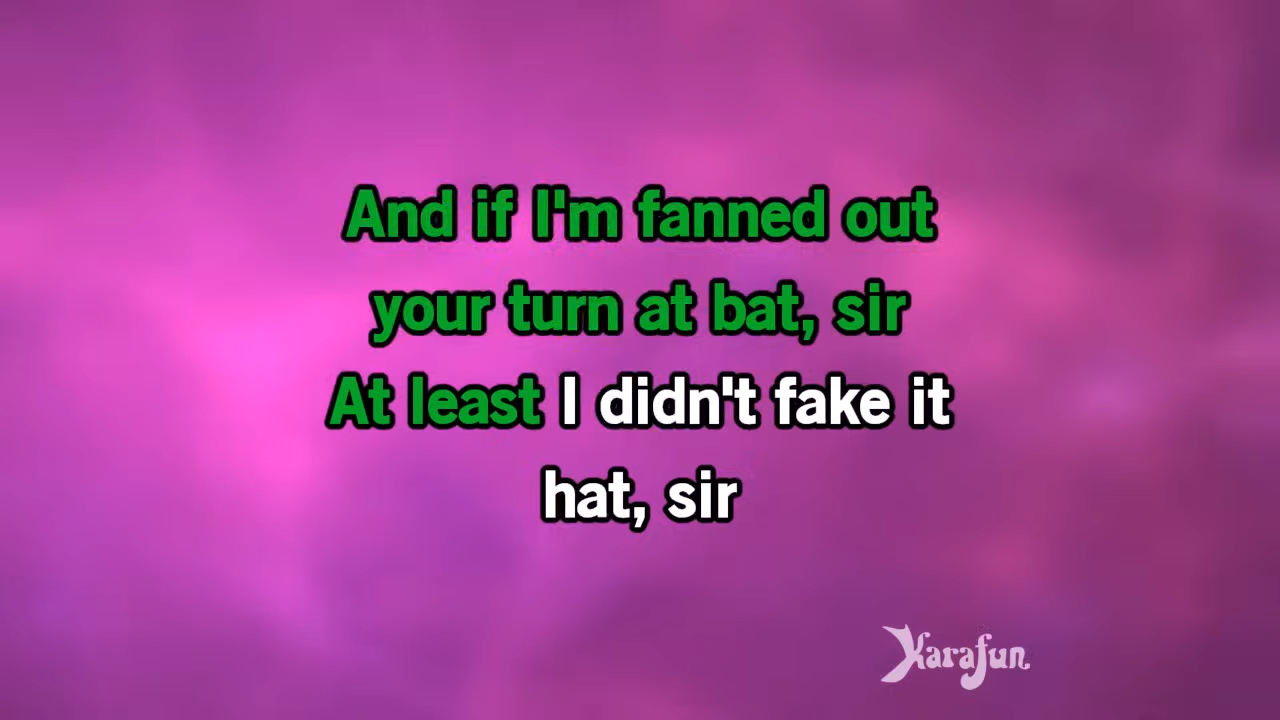 And if I'm fanned out
your turn at bat, sir
At least I didn't fake it
hat, sir
Karafun